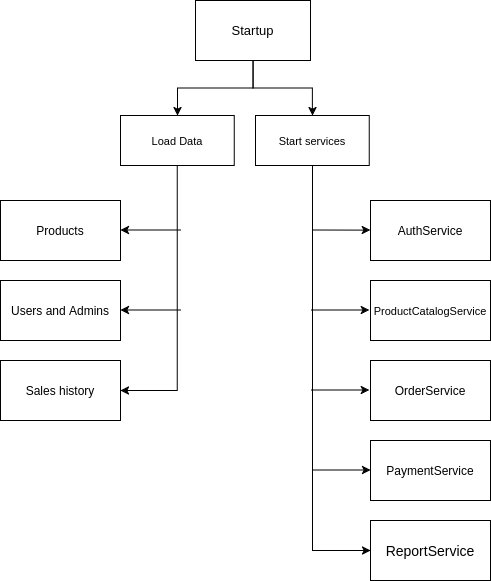 Startup
Load Data
Start services
Products
AuthService
Users and Admins
ProductCatalogService
Sales history
OrderService
PaymentService
ReportService